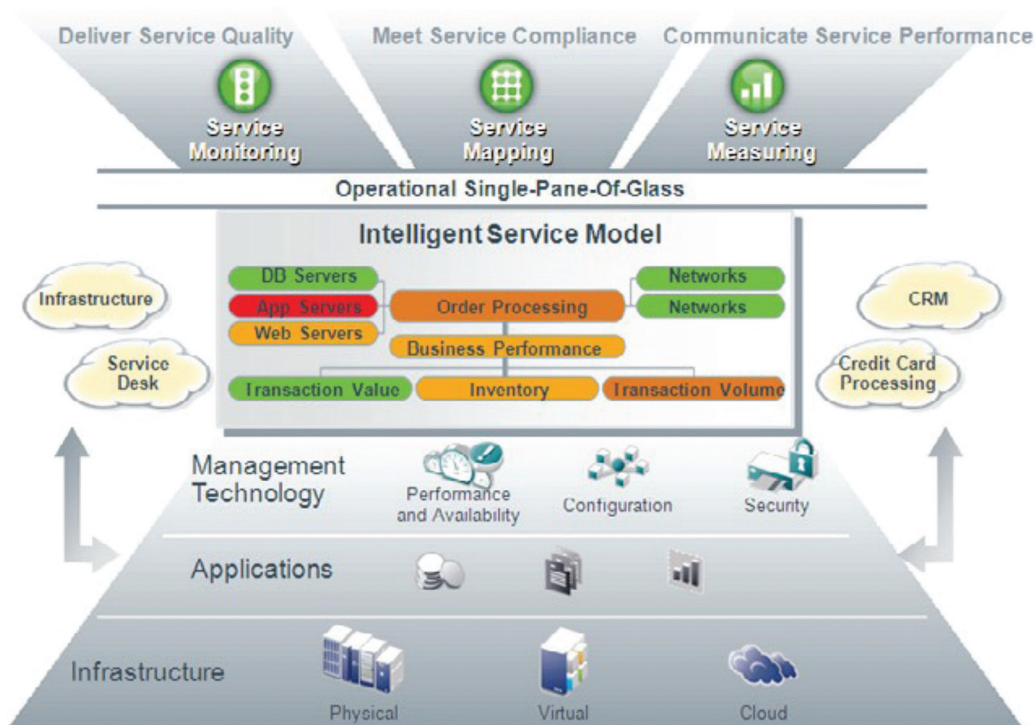 Deliver Service Quality
Meet Service Compliance
Communicate Service Performance
Service
Monitoring
Service
Mapping
Service
Measuring
Operational Single-Pane-Of-Glass
Intelligent Service Model
DB Servers
App Servers
Web Servers
Order Processing
Networks
Networks
Business Performance
Transaction Value
Inventory
Transaction Volume
Infrastructure
Service
Desk
CRM
Credit Card
Processing
Management
Technology
Performance
and Availability
Configuration
Security
Applications
Infrastructure
Physical
Virtual
Cloud